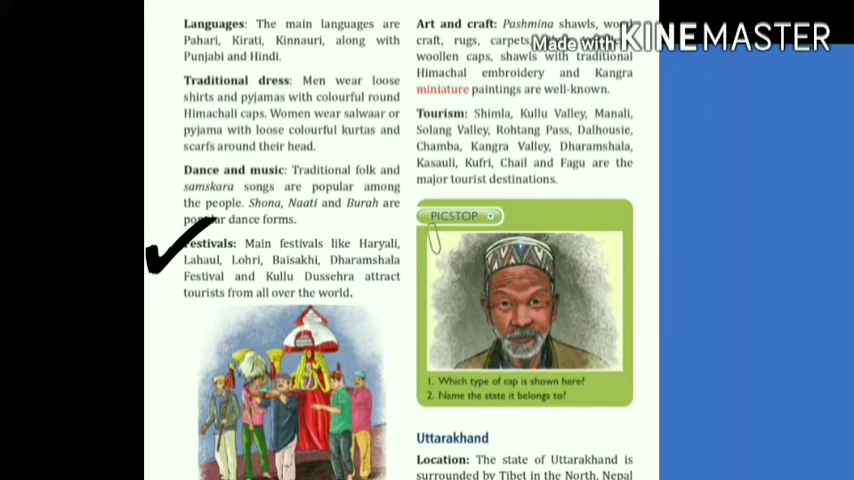 Languages: The main languages are
Pahari, Kirati, Kinnauri, along with
Punjabi and Hindi.
Traditional dress: Men wear loose
shirts and pyjamas with colourful round
Himachali caps. Women wear salwaar or
pyjama with loose colourful kurtas and
scarfs around their head.
Dance and music: Traditional folk and
samskara songs are popular among
the people. Shona, Naati and Burah are
popular dance forms.
Festivals: Main festivals like Haryali,
Lahaul, Lohri, Baisakhi, Dharamshala
Festival and Kullu Dussehra attract
tourists from all over the world.
Art and craft: Pashmina shawls, wood
craft, rugs, carpets,
woollen caps, shawls with traditional
Himachal embroidery and Kangra
miniature paintings are well-known.
Tourism: Shimla, Kullu Valley, Manali,
Solang Valley, Rohtang Pass, Dalhousie,
Chamba, Kangra Valley, Dharamshala,
Kasauli, Kufri, Chail and Fagu are the
major tourist destinations.
PICSTOP
1. Which type of cap is shown here?
2. Name the state it belongs to?
Uttarakhand
Location: The state of Uttarakhand is
surrounded by Tibet in the North, Nepal
Made with KINEMASTER